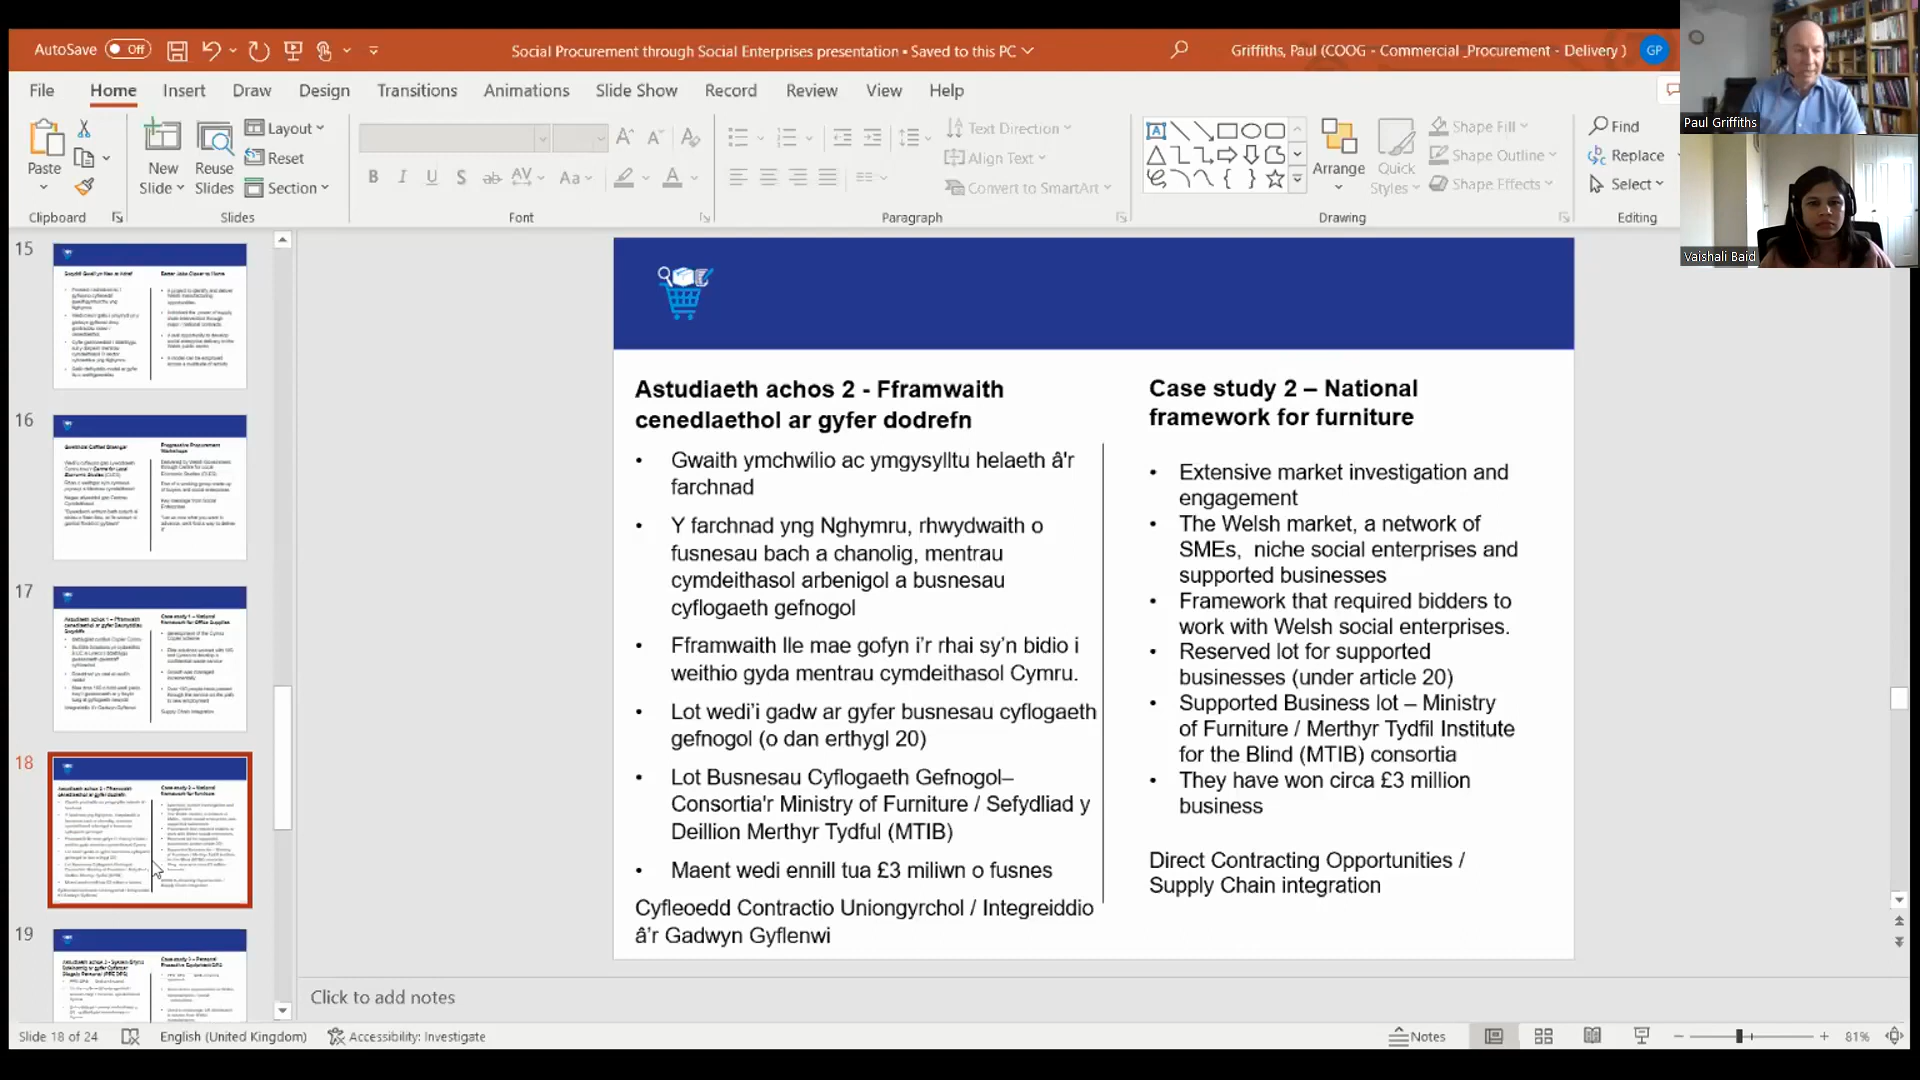 AutoSave Off
Social Procurement through Social Enterprises presentation • Saved to this PC
Griffiths, Paul (COOG - Commercial _Procurement - Delivery )
GP
File Home Insert Draw Design Transitions Animations Slide Show Record Review View Help
Paste
New
Slide
Reuse
Slides
Layout
Reset
Section
Text Direction
Align Text
Convert to SmartArt
Arrange
Quick
Styles
Shape Fill
Shape Outline
Shape Effects
Find
Replace
Select
Clipboard Slides Font Paragraph Drawing Editing
Paul Griffiths
Vaishali Baid
15
16
17
18
19
Astudiaeth achos 2 - Fframwaith
cenedlaethol ar gyfer dodrefn
• Gwaith ymchwilio ac ymgysylltu helaeth â'r
farchnad
• Y farchnad yng Nghymru, rhwydwaith o
fusnesau bach a chanolig, mentrau
cymdeithasol arbenigol a busnesau
cyflogaeth gefnogol
• Fframwaith lle mae gofyn i’r rhai sy’n bidio i
weithio gyda mentrau cymdeithasol Cymru.
• Lot wedi’i gadw ar gyfer busnesau cyflogaeth
gefnogol (o dan erthygl 20)
• Lot Busnesau Cyflogaeth Gefnogol–
Consortia'r Ministry of Furniture / Sefydliad y
Deillion Merthyr Tydful (MTIB)
• Maent wedi ennill tua £3 miliwn o fusnes
Cyfleoedd Contractio Uniongyrchol / Integreiddio
â’r Gadwyn Gyflenwi
Case study 2 – National
framework for furniture
• Extensive market investigation and
engagement
• The Welsh market, a network of
SMEs, niche social enterprises and
supported businesses
• Framework that required bidders to
work with Welsh social enterprises.
• Reserved lot for supported
businesses (under article 20)
• Supported Business lot – Ministry
of Furniture / Merthyr Tydfil Institute
for the Blind (MTIB) consortia
• They have won circa £3 million
business
Direct Contracting Opportunities /
Supply Chain integration
Click to add notes
Slide 18 of 24 English (United Kingdom) Accessibility: Investigate
Notes
81%